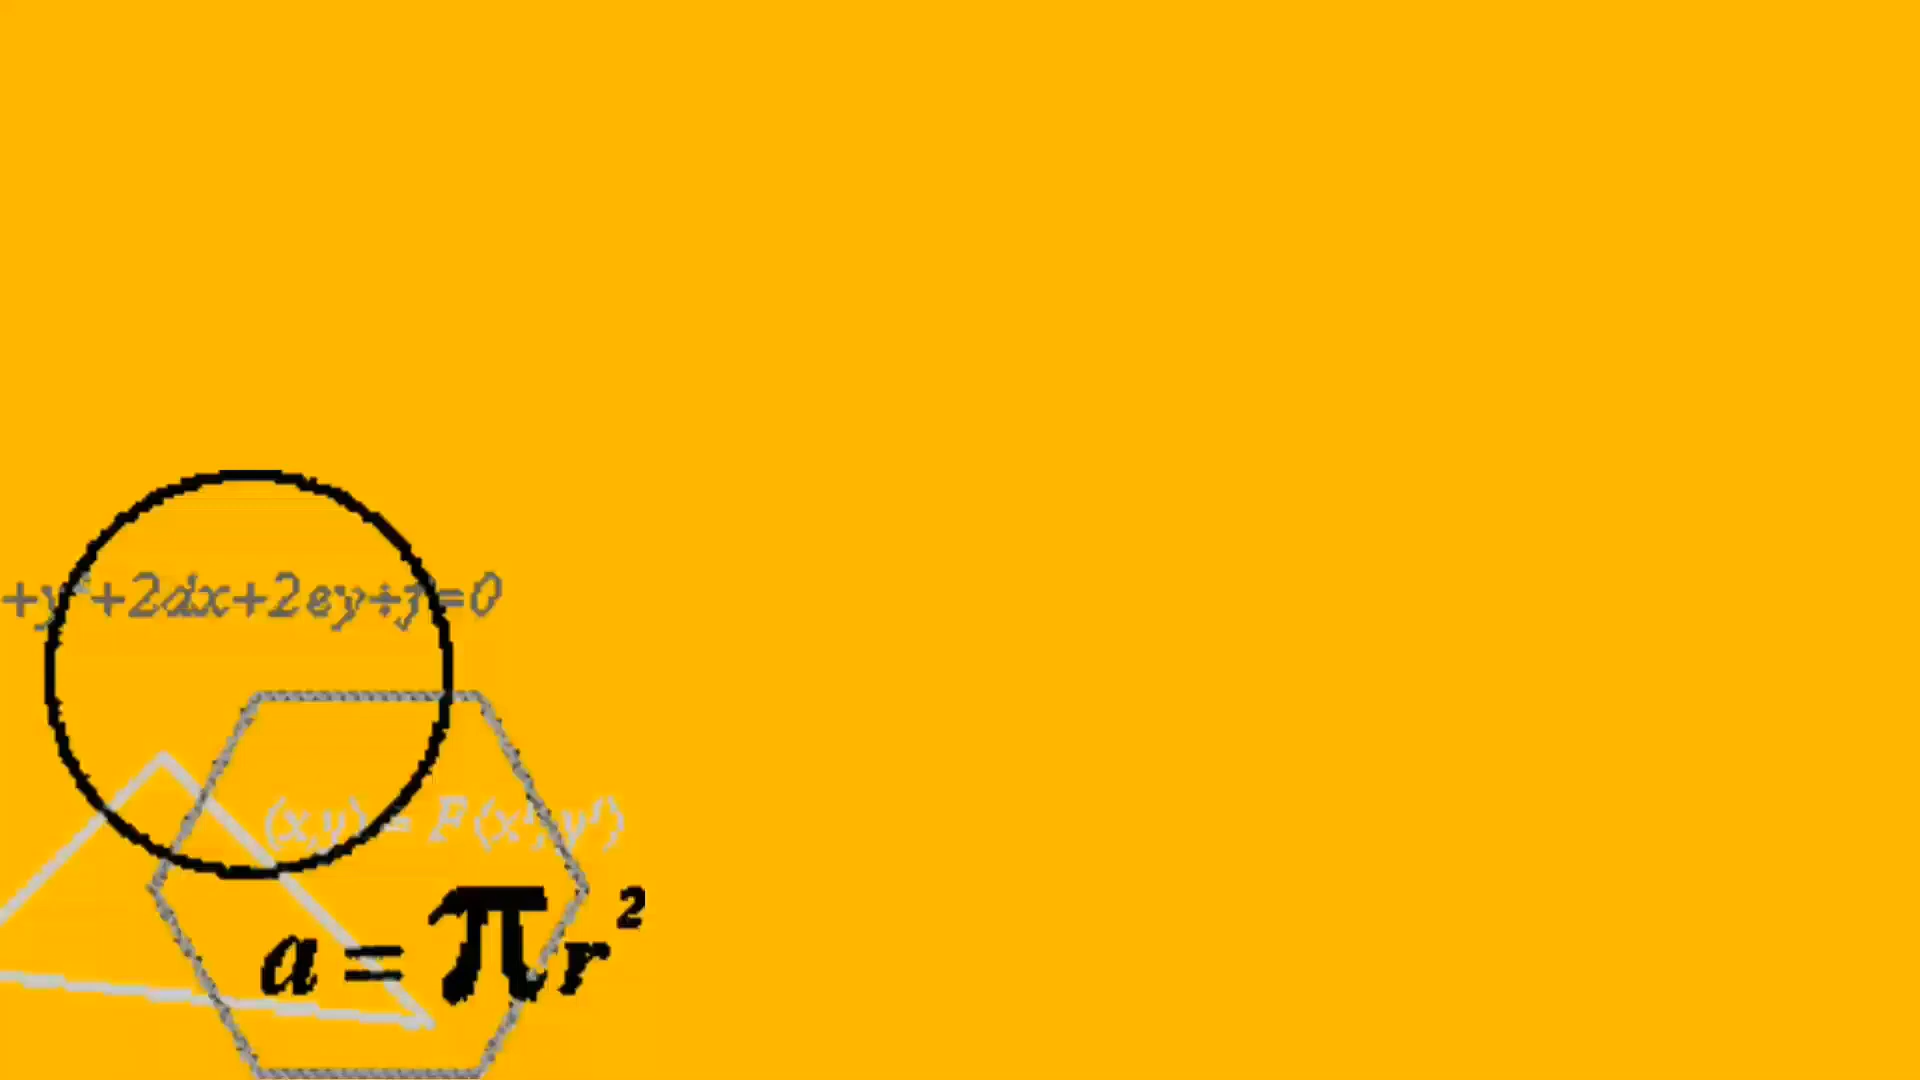 +y²+2dx+2ey+f=0
(x,y) = F(x',y')
a = πr²